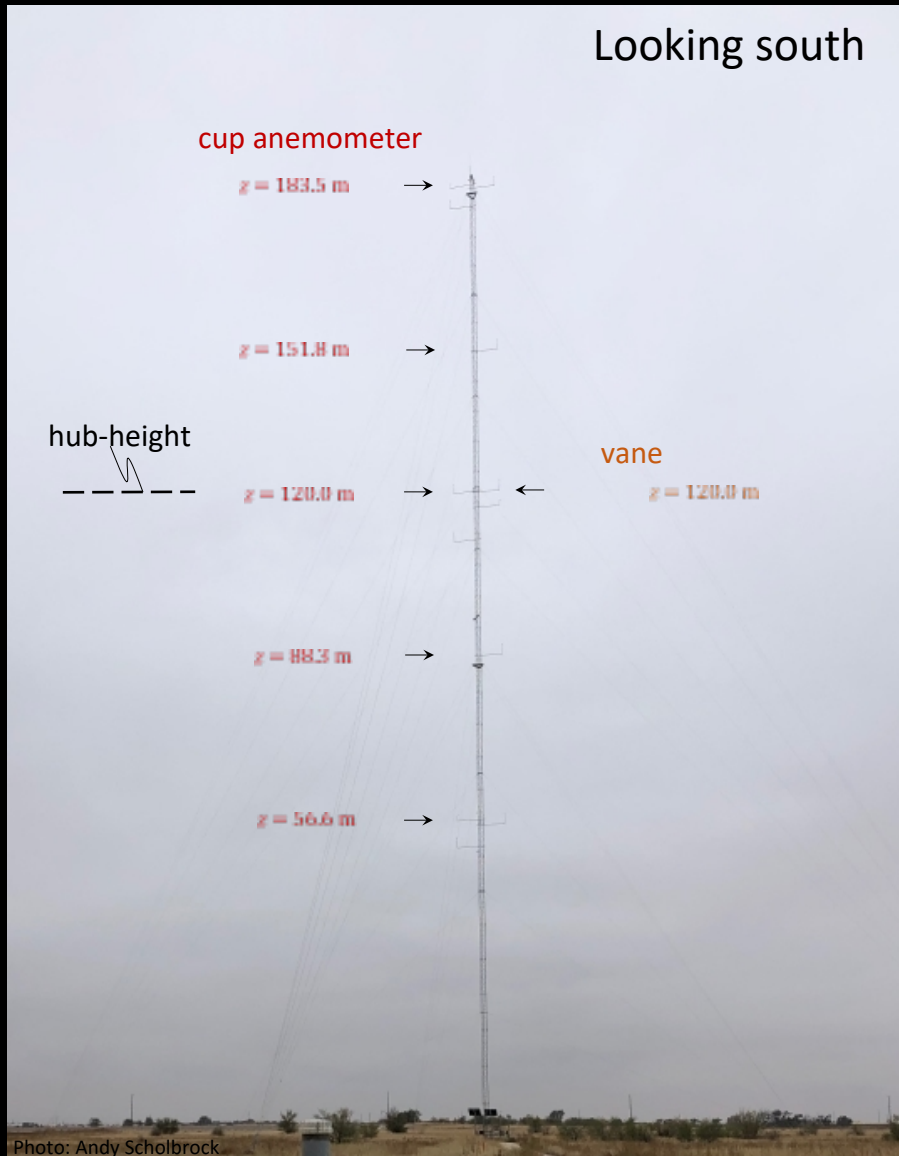 Looking south
cup anemometer
z = 183.5 m
z = 151.8 m
hub-height
vane
z = 120.0 m
z = 120.0 m
z = 88.3 m
z = 56.6 m
Photo: Andy Scholbrock